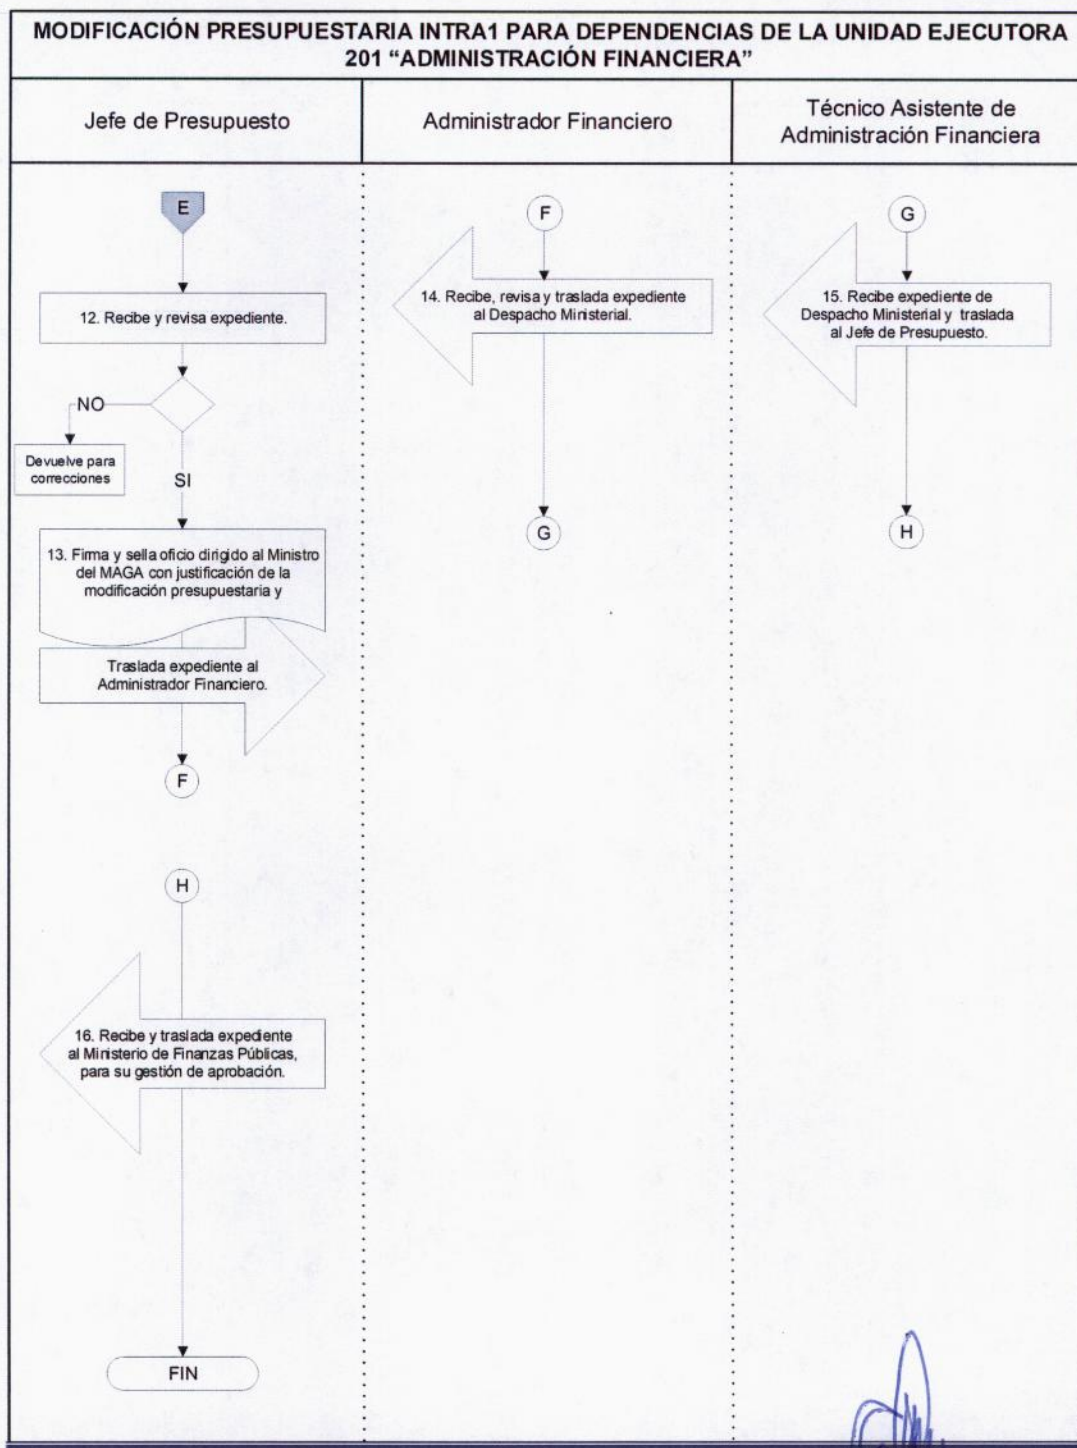 MODIFICACIÓN PRESUPUESTARIA INTRA1 PARA DEPENDENCIAS DE LA UNIDAD EJECUTORA
201 “ADMINISTRACIÓN FINANCIERA”
Jefe de Presupuesto
Administrador Financiero
Técnico Asistente de
Administración Financiera
E
12. Recibe y revisa expediente.
NO
Devuelve para
correcciones
SI
13. Firma y sella oficio dirigido al Ministro
del MAGA con justificación de la
modificación presupuestaria y
Traslada expediente al
Administrador Financiero.
F
H
16. Recibe y traslada expediente
al Ministerio de Finanzas Públicas,
para su gestión de aprobación.
FIN
F
14. Recibe, revisa y traslada expediente
al Despacho Ministerial.
G
G
15. Recibe expediente de
Despacho Ministerial y traslada
al Jefe de Presupuesto.
H